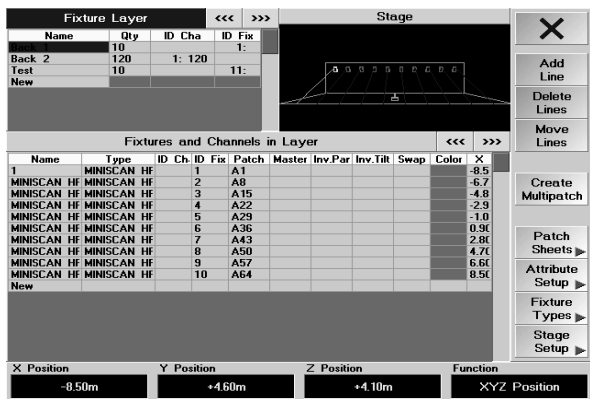 Fixture Layer <<< >>>
Name Qty ID Cha ID Fix
Back 1 10 1:
Back 2 120 1: 120
Test 10 11:
New
Stage
Add Line
Delete Lines
Move Lines
Create Multipatch
Patch Sheets
Attribute Setup
Fixture Types
Stage Setup
Fixtures and Channels in Layer <<< >>>
Name Type ID Ch. ID Fix Patch Master Inv.Par Inv.Tilt Swap Color X
1 MINISCAN HF 1 A1 -8.5
MINISCAN HF MINISCAN HF 2 A8 -6.7
MINISCAN HF MINISCAN HF 3 A15 -4.8
MINISCAN HF MINISCAN HF 4 A22 -2.9
MINISCAN HF MINISCAN HF 5 A29 -1.0
MINISCAN HF MINISCAN HF 6 A36 0.90
MINISCAN HF MINISCAN HF 7 A43 2.80
MINISCAN HF MINISCAN HF 8 A50 4.70
MINISCAN HF MINISCAN HF 9 A57 6.60
MINISCAN HF MINISCAN HF 10 A64 8.50
New
X Position Y Position Z Position Function
-8.50m +4.60m +4.10m XYZ Position